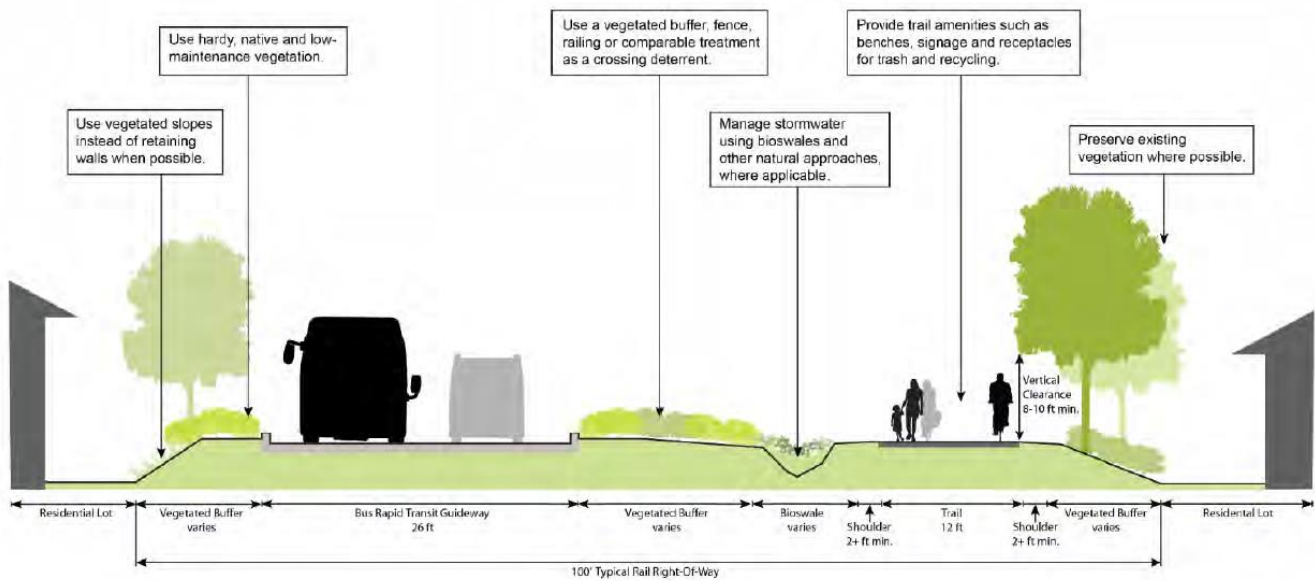 Use hardy, native and low-
maintenance vegetation.
Use a vegetated buffer, fence,
railing or comparable treatment
as a crossing deterrent.
Provide trail amenities such as
benches, signage and receptacles
for trash and recycling.
Use vegetated slopes
instead of retaining
walls when possible.
Manage stormwater
using bioswales and
other natural approaches,
where applicable.
Preserve existing
vegetation where possible.
Vertical
Clearance
8-10 ft min.
Residential Lot
Vegetated Buffer
varies
Bus Rapid Transit Guideway
26 ft
Vegetated Buffer
varies
Bioswale
varies
Shoulder
2+ ft min.
Trail
12 ft
Shoulder
2+ ft min.
Vegetated Buffer
varies
Residential Lot
100' Typical Rail Right-Of-Way